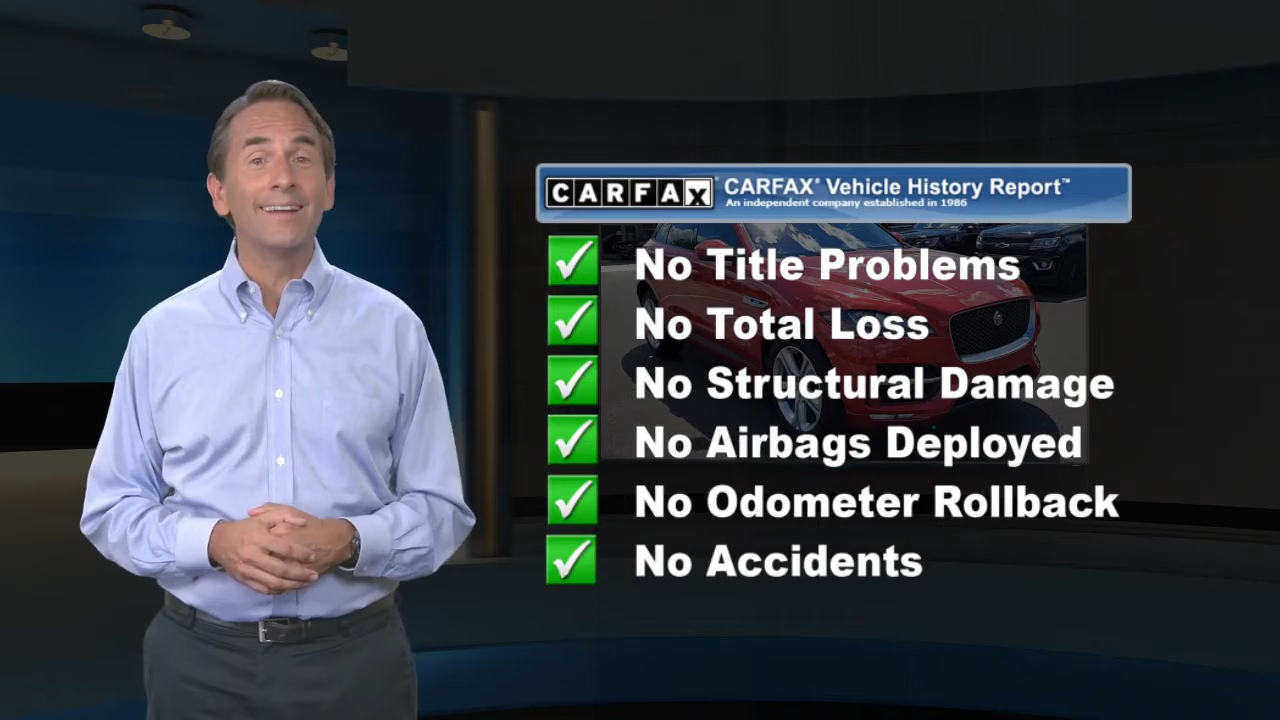 CARFAX
CARFAX® Vehicle History Report™
An independent company established in 1986
No Title Problems
No Total Loss
No Structural Damage
No Airbags Deployed
No Odometer Rollback
No Accidents